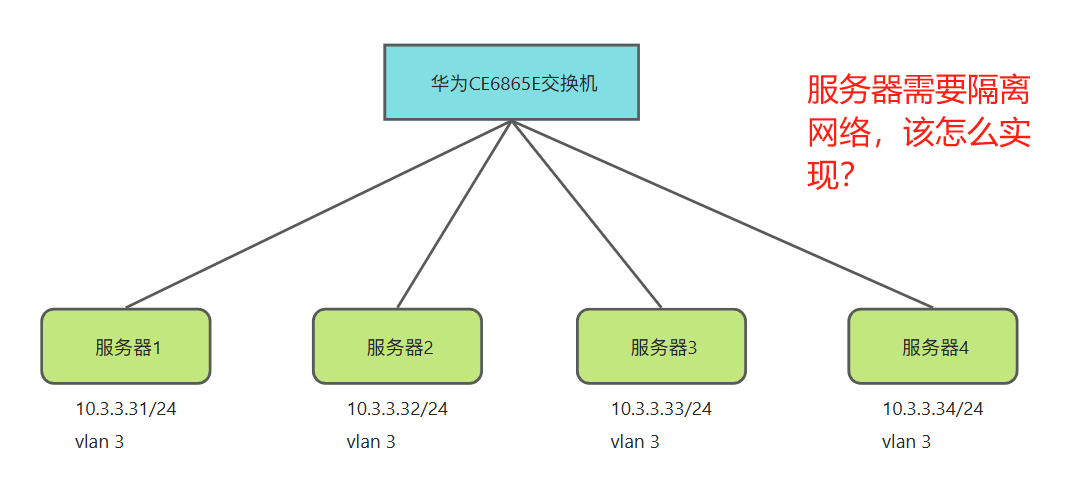 华为CE6865E交换机
服务器需要隔离
网络，该怎么实
现？
服务器1
服务器2
服务器3
服务器4
10.3.3.31/24
10.3.3.32/24
10.3.3.33/24
10.3.3.34/24
vlan 3
vlan 3
vlan 3
vlan 3